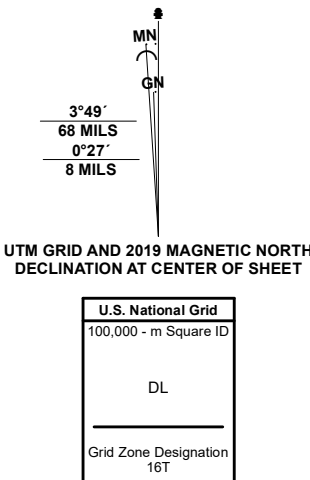 MN
GN
3°49´
68 MILS
0°27´
8 MILS
UTM GRID AND 2019 MAGNETIC NORTH
DECLINATION AT CENTER OF SHEET
U.S. National Grid
100,000 - m Square ID
DL
Grid Zone Designation
16T